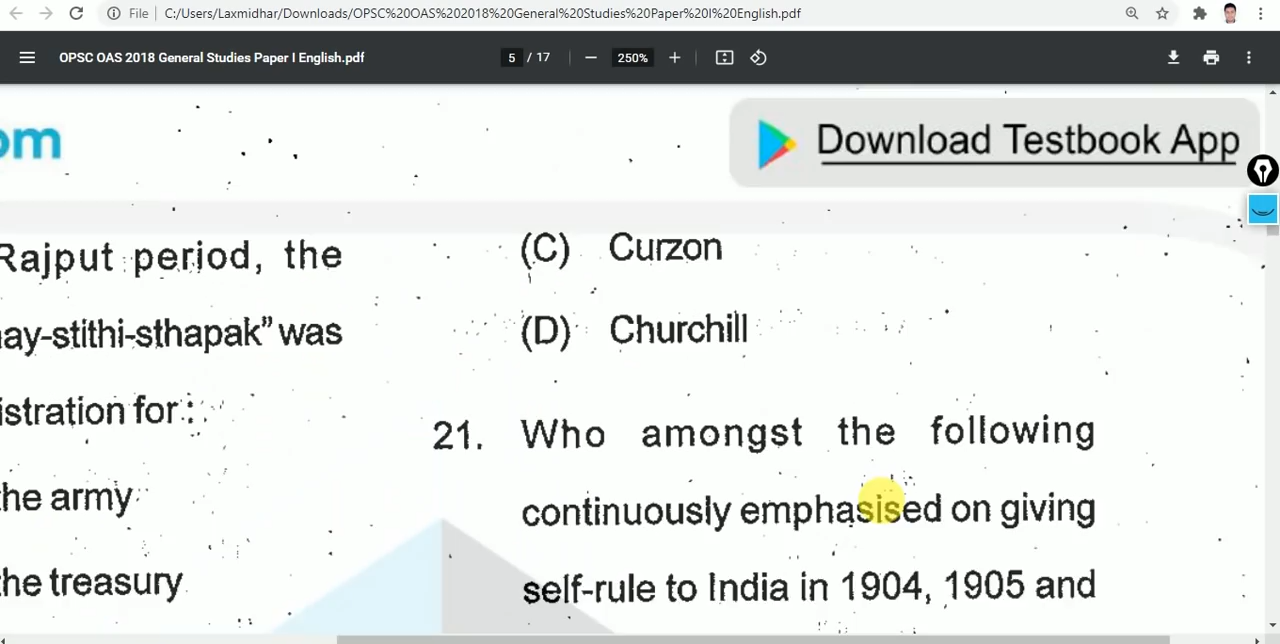 File
C:/Users/Laxmidhar/Downloads/OPSC%20OAS%202018%20General%20Studies%20Paper%20I%20English.pdf
OPSC OAS 2018 General Studies Paper I English.pdf
5 / 17
250%
om
Download Testbook App
Rajput period, the
ay-stithi-sthapak” was
istration for :
he army
he treasury
(C) Curzon
(D) Churchill
21. Who amongst the following
continuously emphasised on giving
self-rule to India in 1904, 1905 and